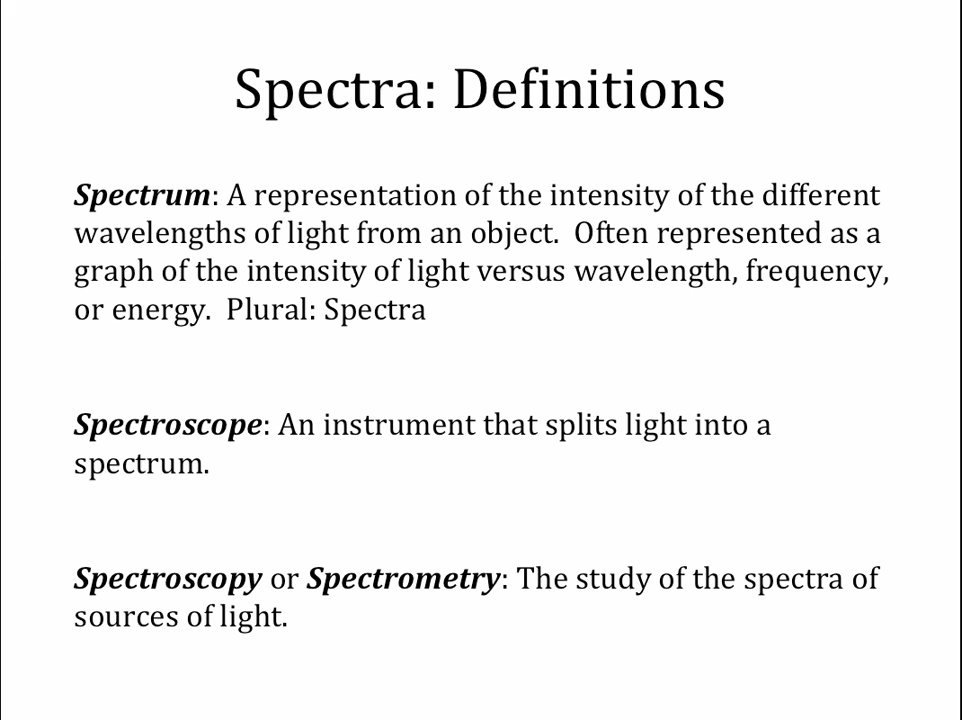 Spectra: Definitions
Spectrum: A representation of the intensity of the different
wavelengths of light from an object.  Often represented as a
graph of the intensity of light versus wavelength, frequency,
or energy.  Plural: Spectra
Spectroscope: An instrument that splits light into a
spectrum.
Spectroscopy or Spectrometry: The study of the spectra of
sources of light.